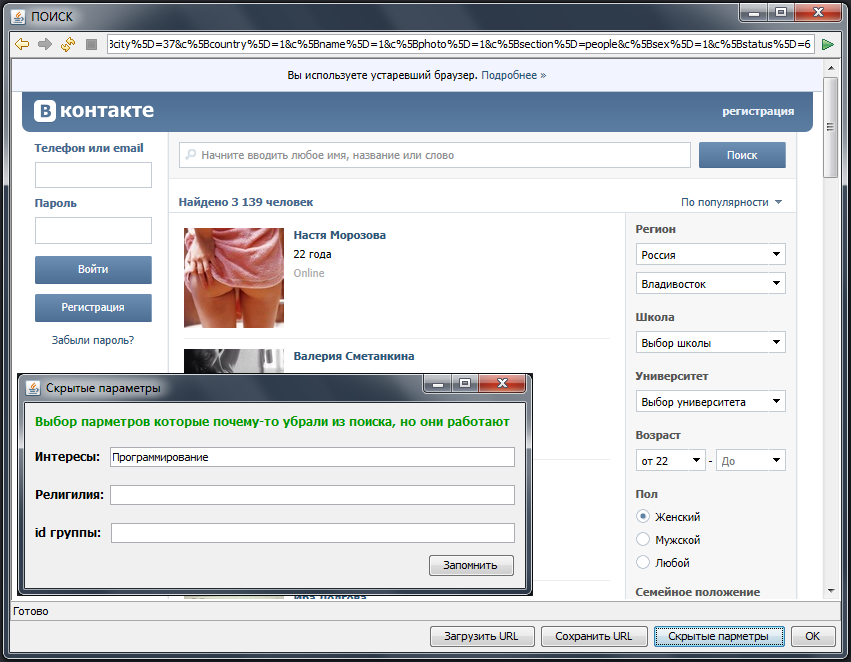 ПОИСК
3city%5D=37&c%5Bcountry%5D=1&c%5Bname%5D=1&c%5Bphoto%5D=1&c%5Bsection%5D=people&c%5Bsex%5D=1&c%5Bstatus%5D=6
Вы используете устаревший браузер. Подробнее »
В контакте
регистрация
Телефон или email
Начните вводить любое имя, название или слово
Поиск
Пароль
Найдено 3 139 человек
По популярности
Войти
Регистрация
Забыли пароль?
Настя Морозова
22 года
Online
Валерия Сметанкина
Регион
Россия
Владивосток
Школа
Выбор школы
Университет
Выбор университета
Возраст
от 22 - До
Пол
Женский
Мужской
Любой
Семейное положение
Скрытые параметры
Выбор парметров которые почему-то убрали из поиска, но они работают
Интересы: Программирование
Религилия:
id группы:
Запомнить
Ира Долгова
Готово
Загрузить URL
Сохранить URL
Скрытые парметры
OK